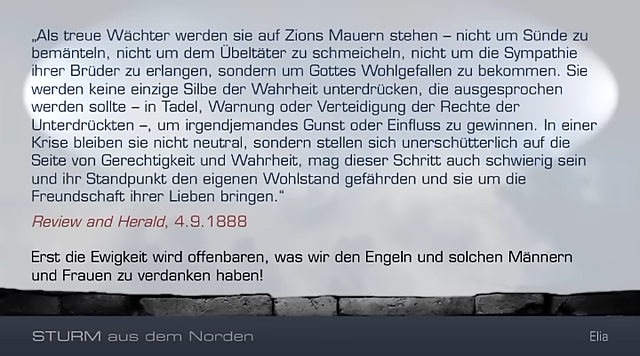 „Als treue Wächter werden sie auf Zions Mauern stehen – nicht um Sünde zu
bemänteln, nicht um dem Übeltäter zu schmeicheln, nicht um die Sympathie
ihrer Brüder zu erlangen, sondern um Gottes Wohlgefallen zu bekommen. Sie
werden keine einzige Silbe der Wahrheit unterdrücken, die ausgesprochen
werden sollte – in Tadel, Warnung oder Verteidigung der Rechte der
Unterdrückten –, um irgendjemandes Gunst oder Einfluss zu gewinnen. In einer
Krise bleiben sie nicht neutral, sondern stellen sich unerschütterlich auf die
Seite von Gerechtigkeit und Wahrheit, mag dieser Schritt auch schwierig sein
und ihr Standpunkt den eigenen Wohlstand gefährden und sie um die
Freundschaft ihrer Lieben bringen.“
Review and Herald, 4.9.1888
Erst die Ewigkeit wird offenbaren, was wir den Engeln und solchen Männern
und Frauen zu verdanken haben!
STURM aus dem Norden
Elia